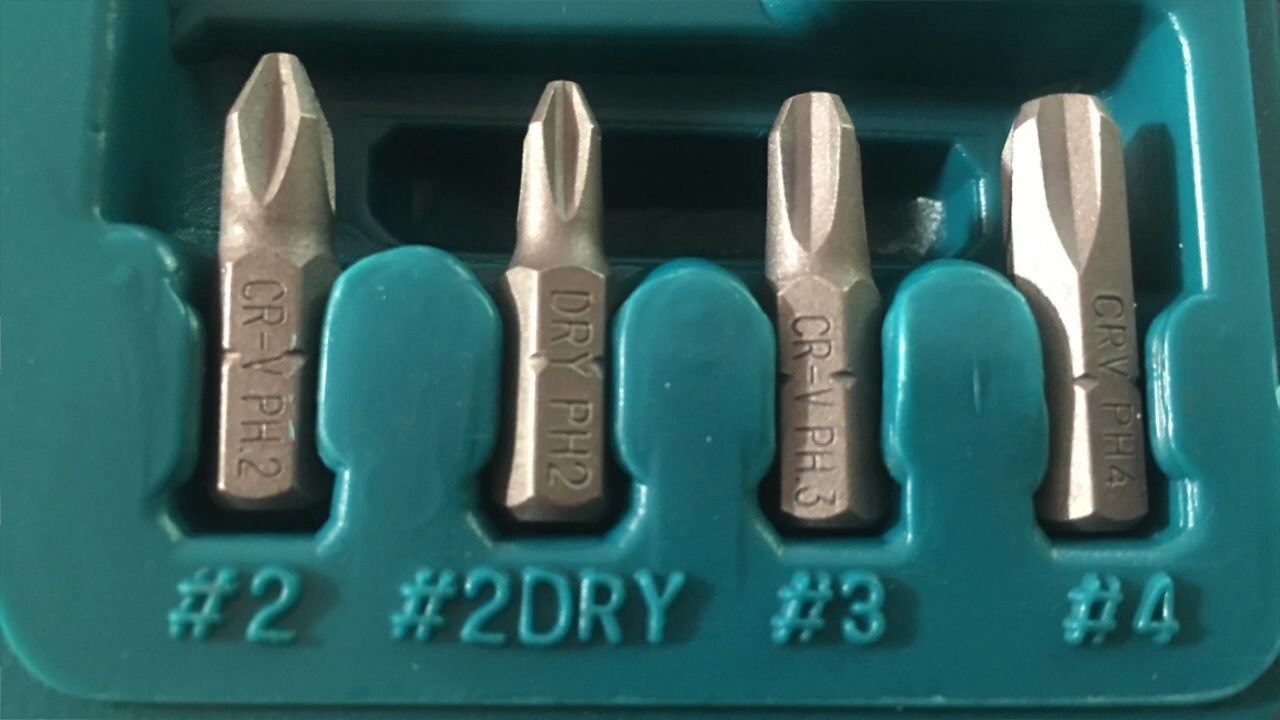 CR-V PH.2
DRY PH2
CR-V PH.3
CRV PH4
#2
#2DRY
#3
#4